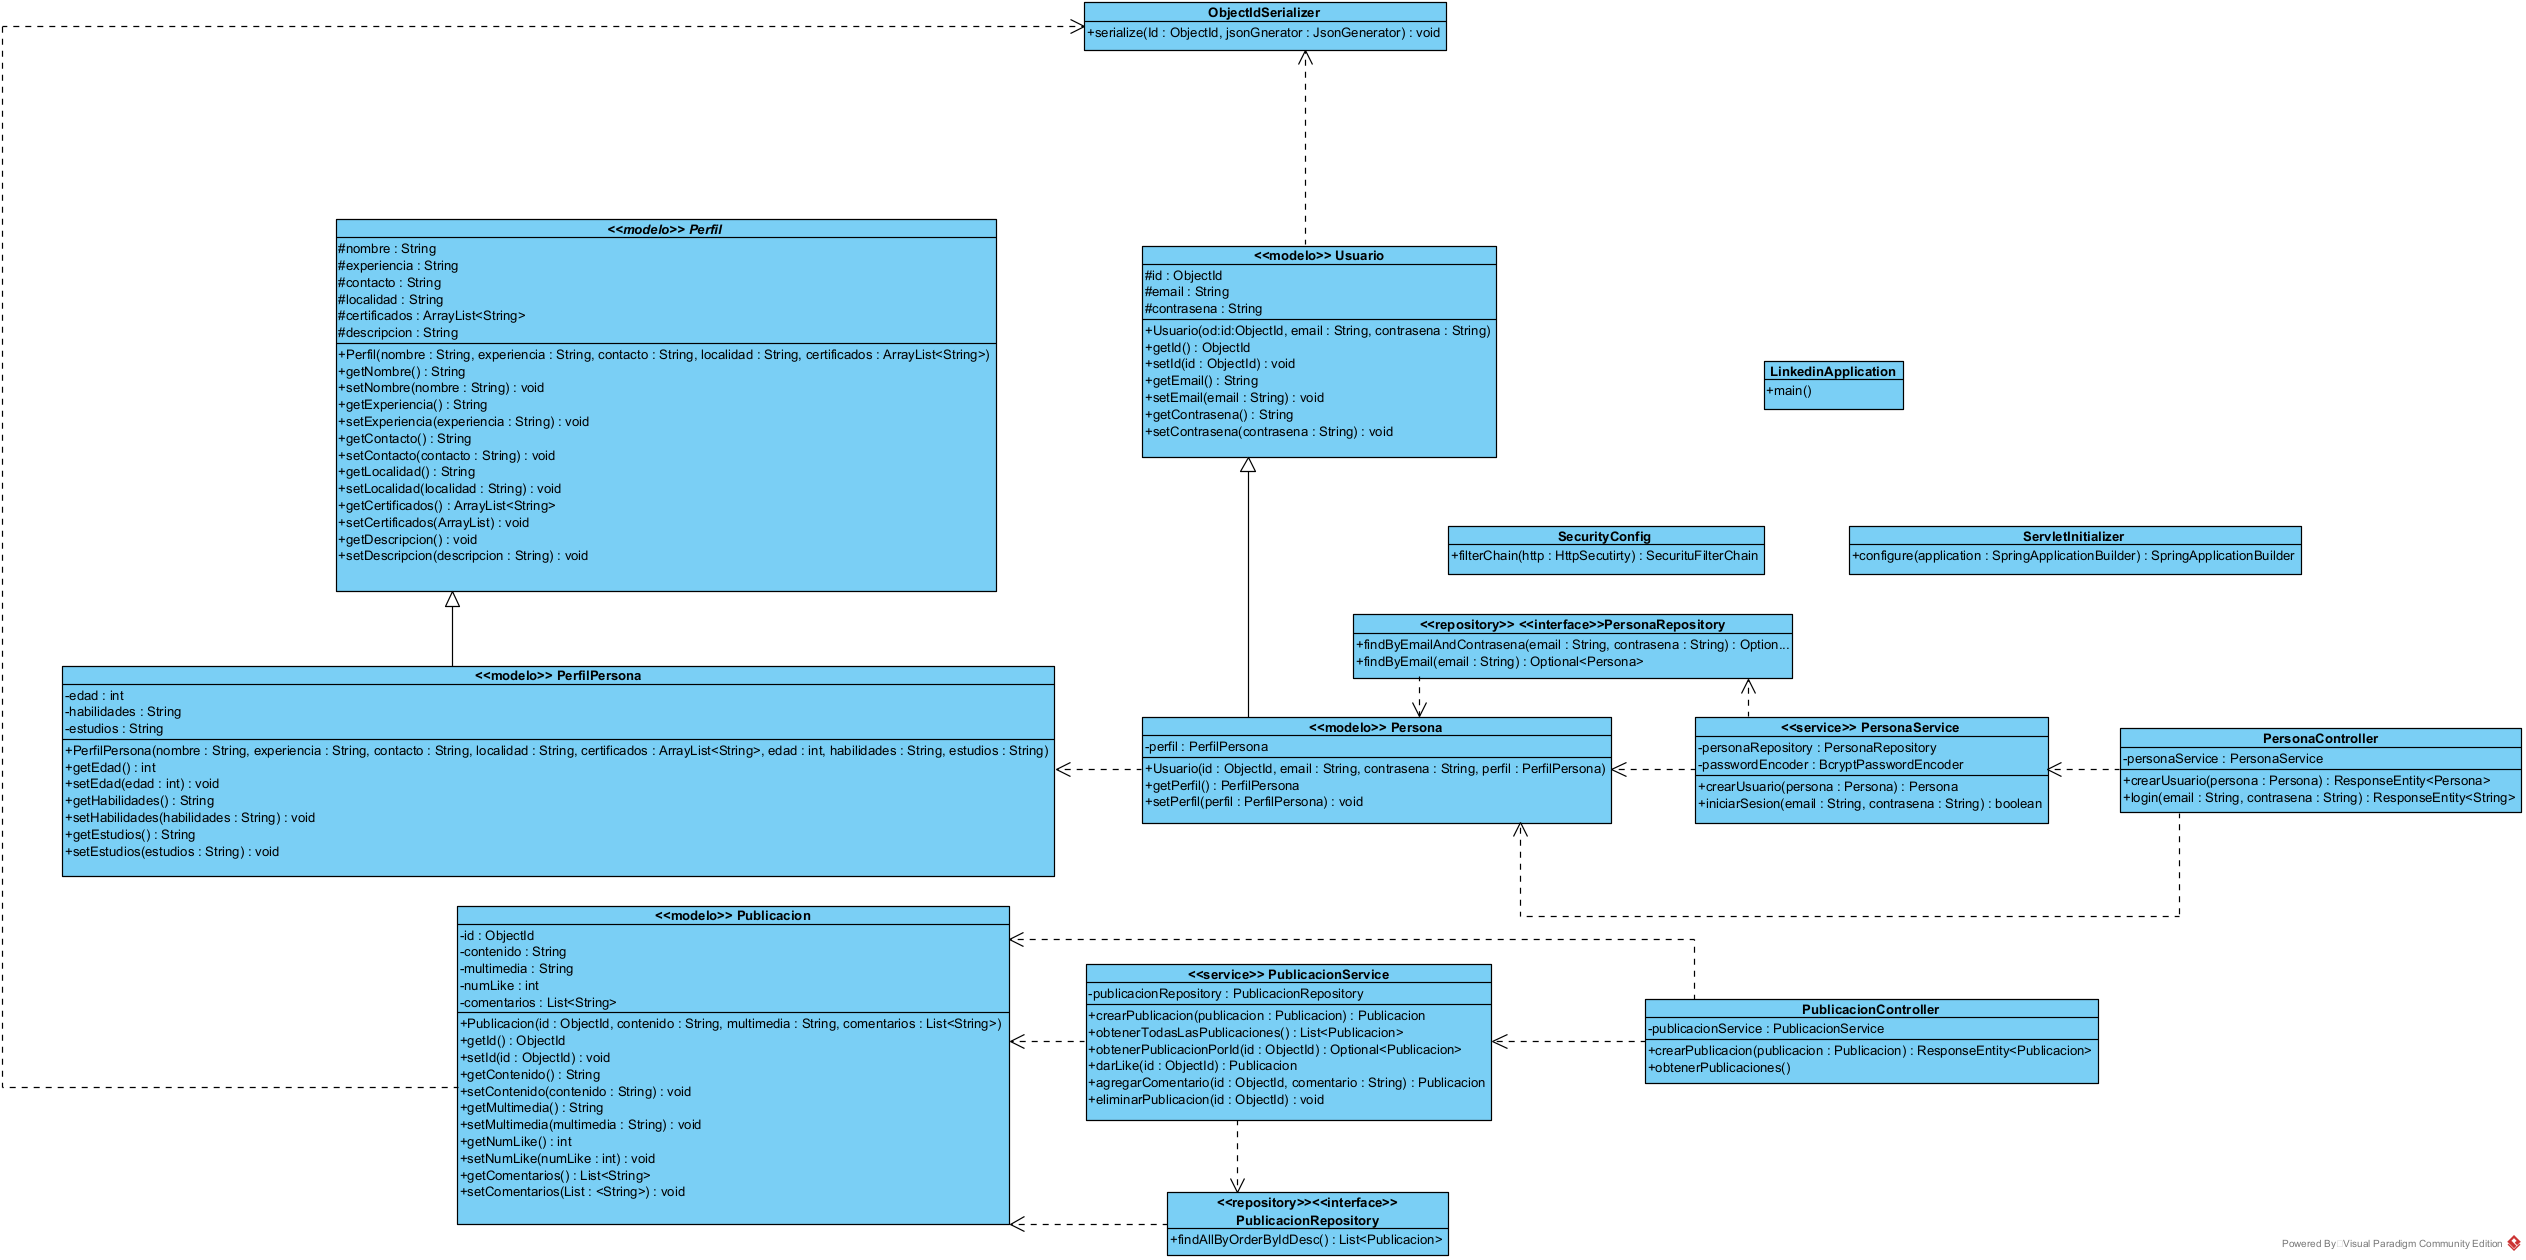 ObjectIdSerializer
+serialize(Id : ObjectId, jsonGnerator : JsonGenerator) : void
<<modelo>> Perfil
#nombre : String
#experiencia : String
#contacto : String
#localidad : String
#certificados : ArrayList<String>
#descripcion : String
+Perfil(nombre : String, experiencia : String, contacto : String, localidad : String, certificados : ArrayList<String>)
+getNombre() : String
+setNombre(nombre : String) : void
+getExperiencia() : String
+setExperiencia(experiencia : String) : void
+getContacto() : String
+setContacto(contacto : String) : void
+getLocalidad() : String
+setLocalidad(localidad : String) : void
+getCertificados() : ArrayList<String>
+setCertificados(ArrayList) : void
+getDescripcion() : void
+setDescripcion(descripcion : String) : void
<<modelo>> Usuario
#id : ObjectId
#email : String
#contrasena : String
+Usuario(od:id:ObjectId, email : String, contrasena : String)
+getId() : ObjectId
+setId(id : ObjectId) : void
+getEmail() : String
+setEmail(email : String) : void
+getContrasena() : String
+setContrasena(contrasena : String) : void
LinkedinApplication
+main()
SecurityConfig
+filterChain(http : HttpSecutirty) : SecurituFilterChain
ServletInitializer
+configure(application : SpringApplicationBuilder) : SpringApplicationBuilder
<<repository>> <<interface>>PersonaRepository
+findByEmailAndContrasena(email : String, contrasena : String) : Option...
+findByEmail(email : String) : Optional<Persona>
<<modelo>> PerfilPersona
-edad : int
-habilidades : String
-estudios : String
+PerfilPersona(nombre : String, experiencia : String, contacto : String, localidad : String, certificados : ArrayList<String>, edad : int, habilidades : String, estudios : String)
+getEdad() : int
+setEdad(edad : int) : void
+getHabilidades() : String
+setHabilidades(habilidades : String) : void
+getEstudios() : String
+setEstudios(estudios : String) : void
<<modelo>> Persona
-perfil : PerfilPersona
+Usuario(id : ObjectId, email : String, contrasena : String, perfil : PerfilPersona)
+getPerfil() : PerfilPersona
+setPerfil(perfil : PerfilPersona) : void
<<service>> PersonaService
-personaRepository : PersonaRepository
-passwordEncoder : BcryptPasswordEncoder
+crearUsuario(persona : Persona) : Persona
+iniciarSesion(email : String, contrasena : String) : boolean
PersonaController
-personaService : PersonaService
+crearUsuario(persona : Persona) : ResponseEntity<Persona>
+login(email : String, contrasena : String) : ResponseEntity<String>
<<modelo>> Publicacion
-id : ObjectId
-contenido : String
-multimedia : String
-numLike : int
-comentarios : List<String>
+Publicacion(id : ObjectId, contenido : String, multimedia : String, comentarios : List<String>)
+getId() : ObjectId
+setId(id : ObjectId) : void
+getContenido() : String
+setContenido(contenido : String) : void
+getMultimedia() : String
+setMultimedia(multimedia : String) : void
+getNumLike() : int
+setNumLike(numLike : int) : void
+getComentarios() : List<String>
+setComentarios(List : <String>) : void
<<service>> PublicacionService
-publicacionRepository : PublicacionRepository
+crearPublicacion(publicacion : Publicacion) : Publicacion
+obtenerTodasLasPublicaciones() : List<Publicacion>
+obtenerPublicacionPorId(id : ObjectId) : Optional<Publicacion>
+darLike(id : ObjectId) : Publicacion
+agregarComentario(id : ObjectId, comentario : String) : Publicacion
+eliminarPublicacion(id : ObjectId) : void
PublicacionController
-publicacionService : PublicacionService
+crearPublicacion(publicacion : Publicacion) : ResponseEntity<Publicacion>
+obtenerPublicaciones()
<<repository>><<interface>>
PublicacionRepository
+findAllByOrderByIdDesc() : List<Publicacion>
Powered By Visual Paradigm Community Edition